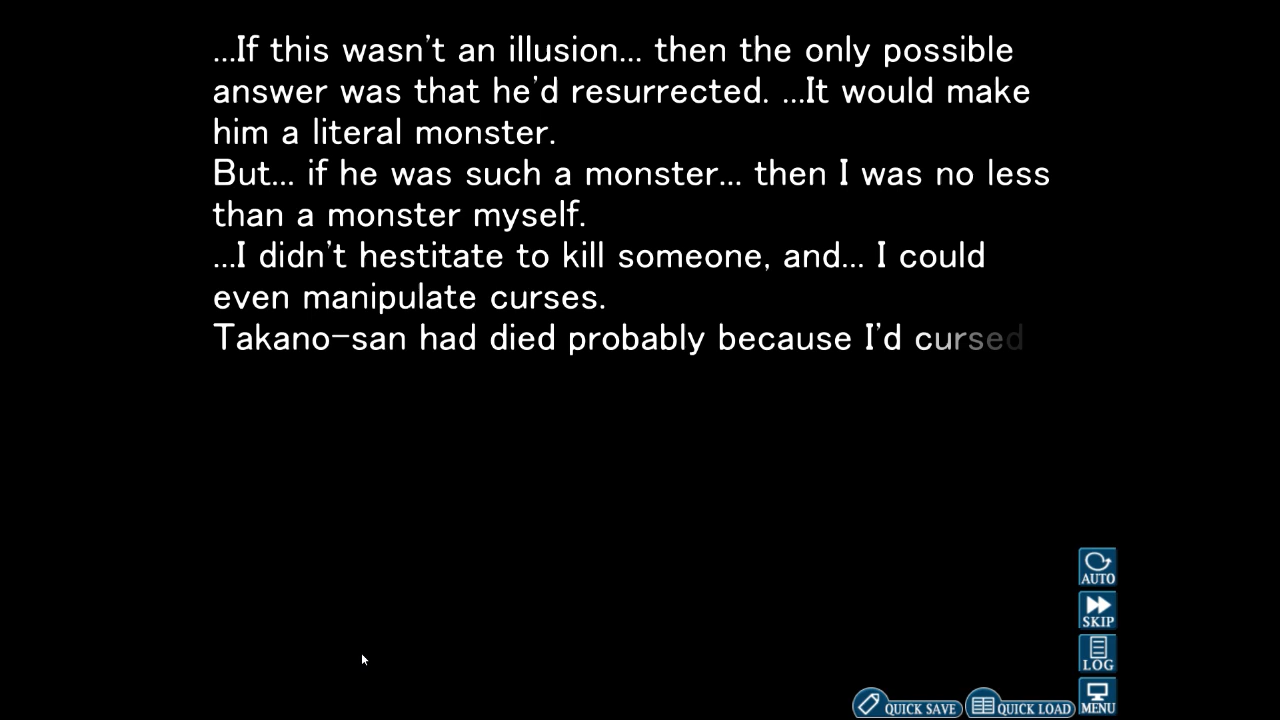 ...If this wasn't an illusion... then the only possible
answer was that he'd resurrected. ...It would make
him a literal monster.
But... if he was such a monster... then I was no less
than a monster myself.
...I didn't hestitate to kill someone, and... I could
even manipulate curses.
Takano-san had died probably because I'd cursed
AUTO
SKIP
LOG
MENU
QUICK SAVE
QUICK LOAD